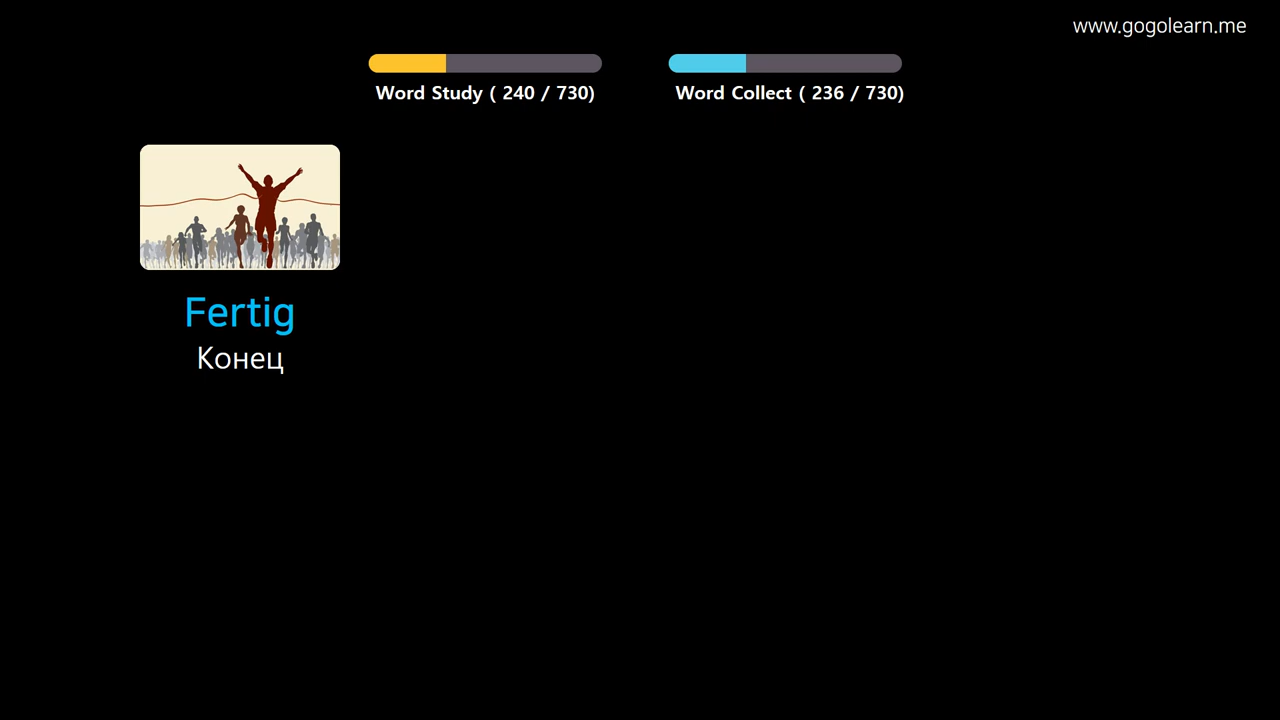 www.gogolearn.me
Word Study ( 240 / 730)
Word Collect ( 236 / 730)
Fertig
Конец